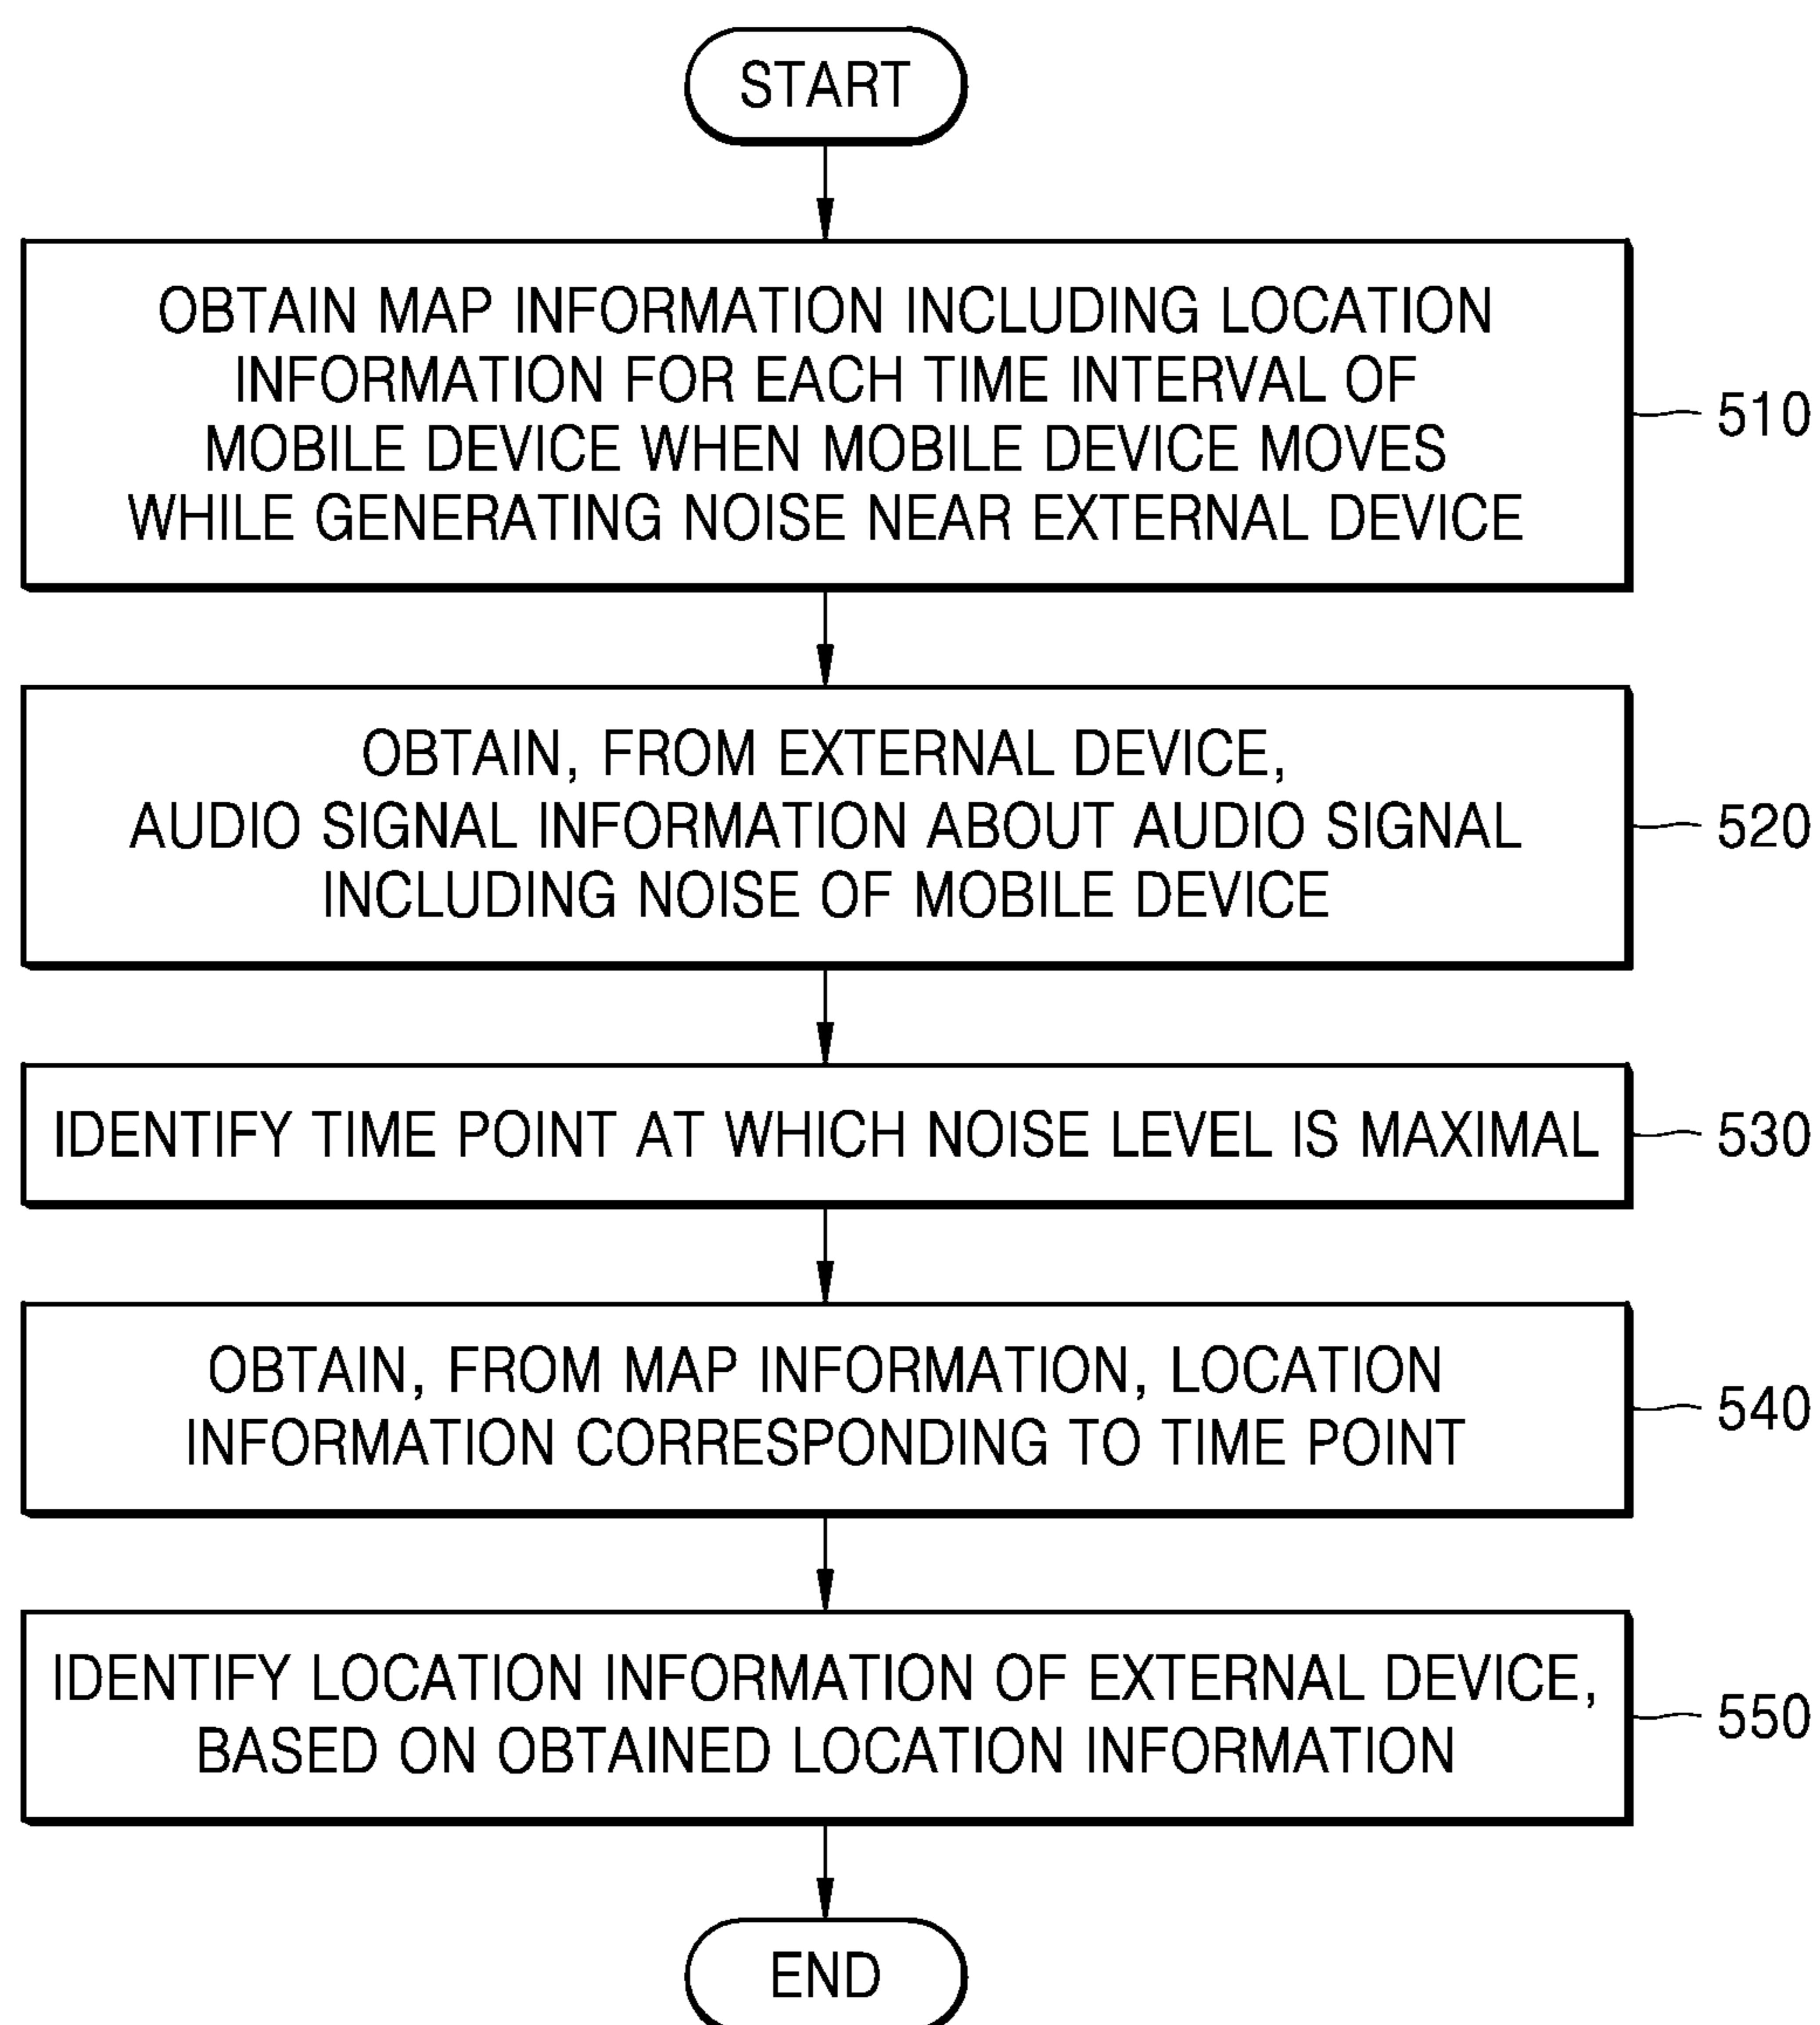 START
OBTAIN MAP INFORMATION INCLUDING LOCATION
INFORMATION FOR EACH TIME INTERVAL OF
MOBILE DEVICE WHEN MOBILE DEVICE MOVES
WHILE GENERATING NOISE NEAR EXTERNAL DEVICE
510
OBTAIN, FROM EXTERNAL DEVICE,
AUDIO SIGNAL INFORMATION ABOUT AUDIO SIGNAL
INCLUDING NOISE OF MOBILE DEVICE
520
IDENTIFY TIME POINT AT WHICH NOISE LEVEL IS MAXIMAL
530
OBTAIN, FROM MAP INFORMATION, LOCATION
INFORMATION CORRESPONDING TO TIME POINT
540
IDENTIFY LOCATION INFORMATION OF EXTERNAL DEVICE,
BASED ON OBTAINED LOCATION INFORMATION
550
END